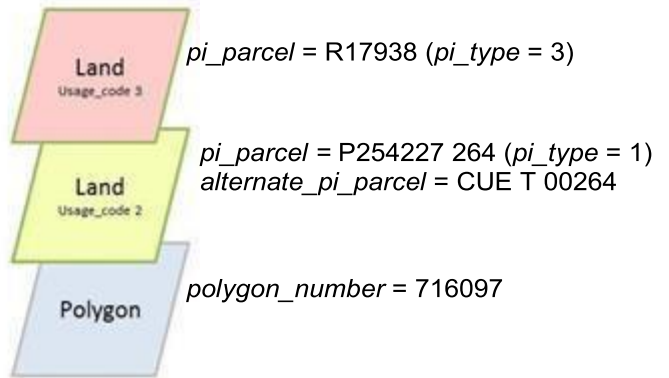 Land
Usage_code 3
pi_parcel = R17938 (pi_type = 3)
Land
Usage_code 2
pi_parcel = P254227 264 (pi_type = 1)
alternate_pi_parcel = CUE T 00264
Polygon
polygon_number = 716097